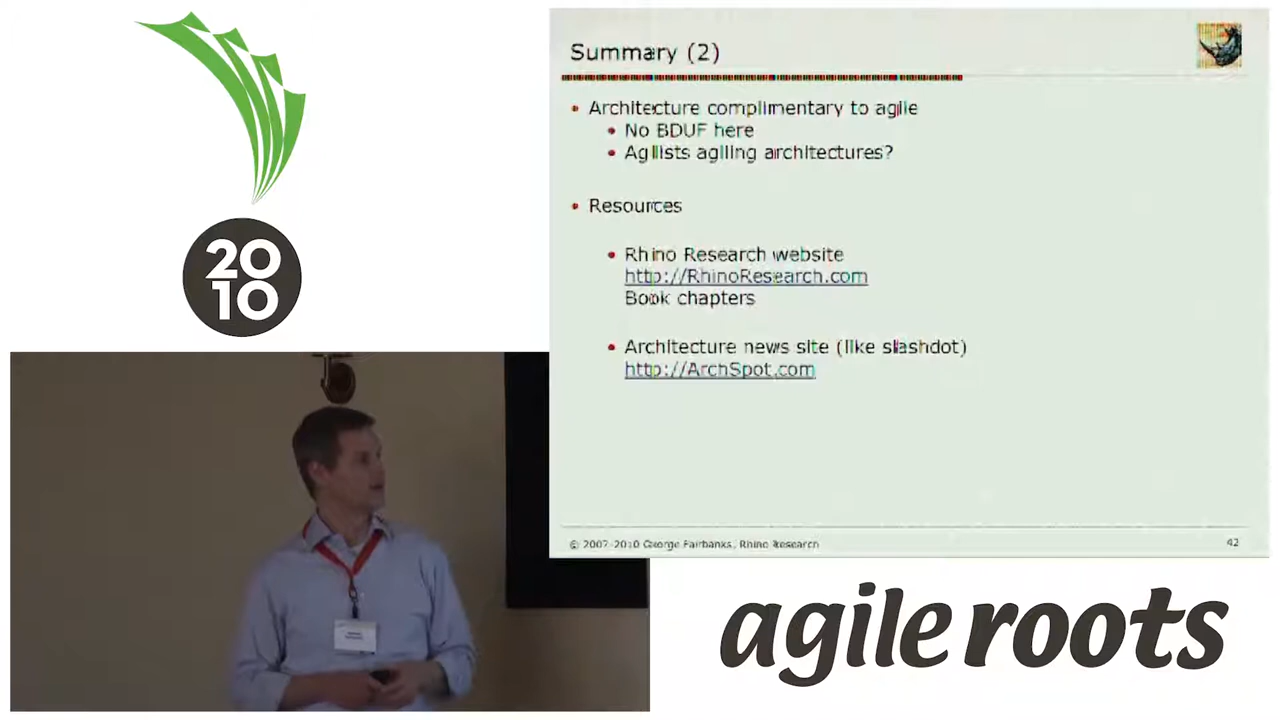 20
10
Summary (2)
Architecture complimentary to agile
No BDUF here
Agilists agiling architectures?
Resources
Rhino Research website
http://RhinoResearch.com
Book chapters
Architecture news site (like slashdot)
http://ArchSpot.com
© 2007-2010 George Fairbanks, Rhino Research
42
agile roots